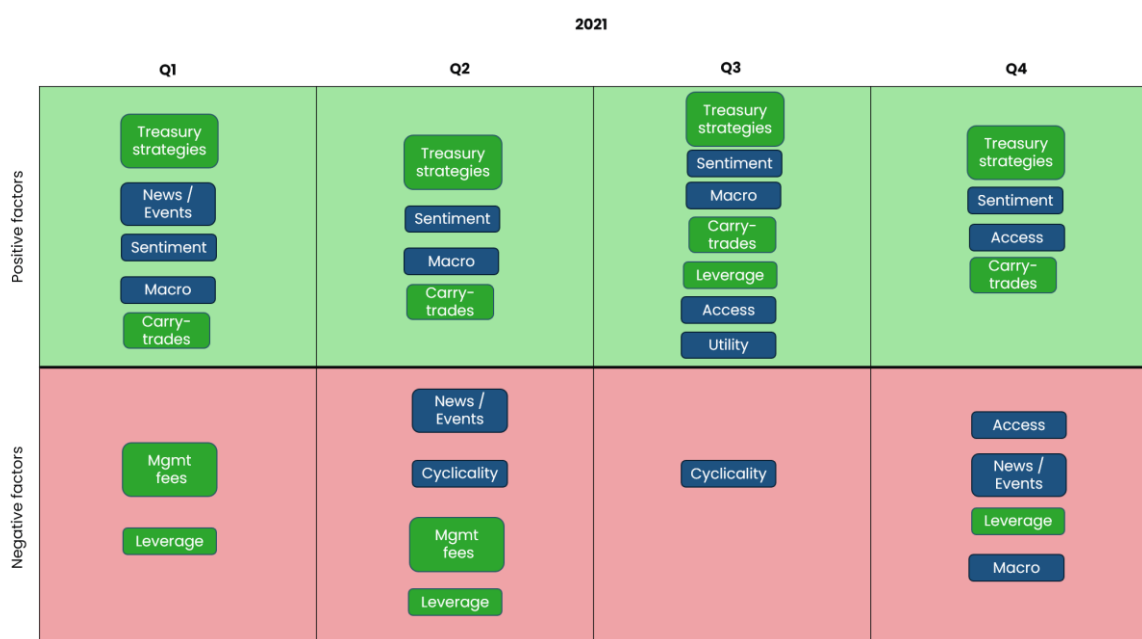 2021
Q1
Q2
Q3
Q4
Positive factors
Treasury
strategies
News /
Events
Sentiment
Macro
Carry-
trades
Treasury
strategies
Sentiment
Macro
Carry-
trades
Treasury
strategies
Sentiment
Macro
Carry-
trades
Leverage
Access
Utility
Treasury
strategies
Sentiment
Access
Carry-
trades
Negative factors
Mgmt
fees
Leverage
News /
Events
Cyclicality
Mgmt
fees
Leverage
Cyclicality
Access
News /
Events
Leverage
Macro